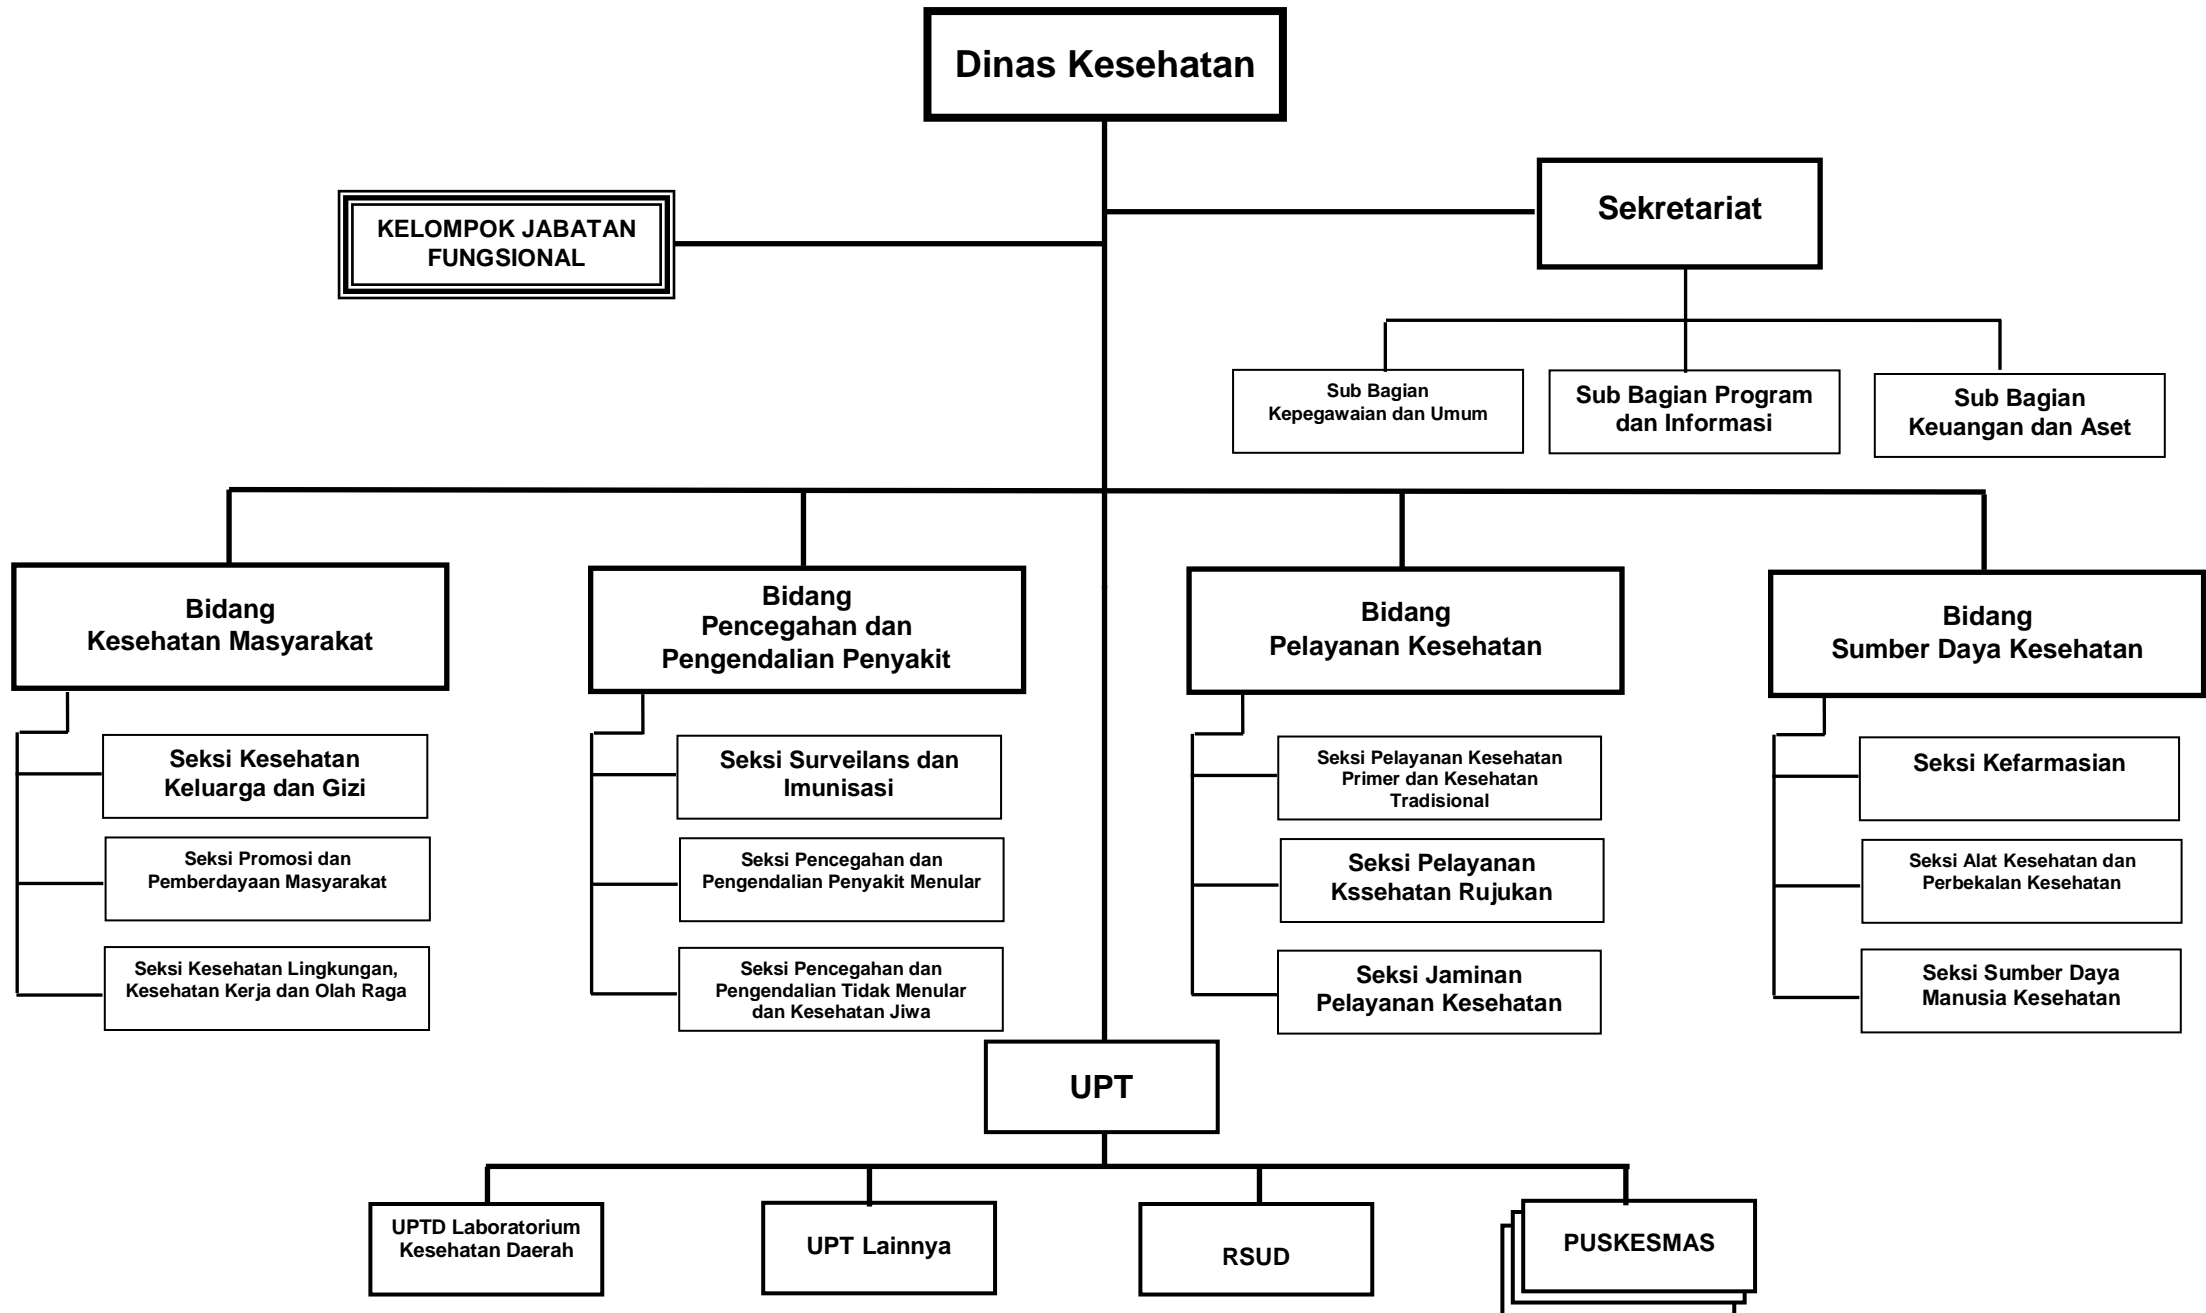 Dinas Kesehatan
Sekretariat
KELOMPOK JABATAN
FUNGSIONAL
Sub Bagian
Kepegawaian dan Umum
Sub Bagian Program
dan Informasi
Sub Bagian
Keuangan dan Aset
Bidang
Kesehatan Masyarakat
Bidang
Pencegahan dan
Pengendalian Penyakit
Bidang
Pelayanan Kesehatan
Bidang
Sumber Daya Kesehatan
Seksi Kesehatan
Keluarga dan Gizi
Seksi Surveilans dan
Imunisasi
Seksi Pelayanan Kesehatan
Primer dan Kesehatan
Tradisional
Seksi Kefarmasian
Seksi Promosi dan
Pemberdayaan Masyarakat
Seksi Pencegahan dan
Pengendalian Penyakit Menular
Seksi Pelayanan
Kssehatan Rujukan
Seksi Alat Kesehatan dan
Perbekalan Kesehatan
Seksi Kesehatan Lingkungan,
Kesehatan Kerja dan Olah Raga
Seksi Pencegahan dan
Pengendalian Tidak Menular
dan Kesehatan Jiwa
Seksi Jaminan
Pelayanan Kesehatan
Seksi Sumber Daya
Manusia Kesehatan
UPT
UPTD Laboratorium
Kesehatan Daerah
UPT Lainnya
RSUD
PUSKESMAS